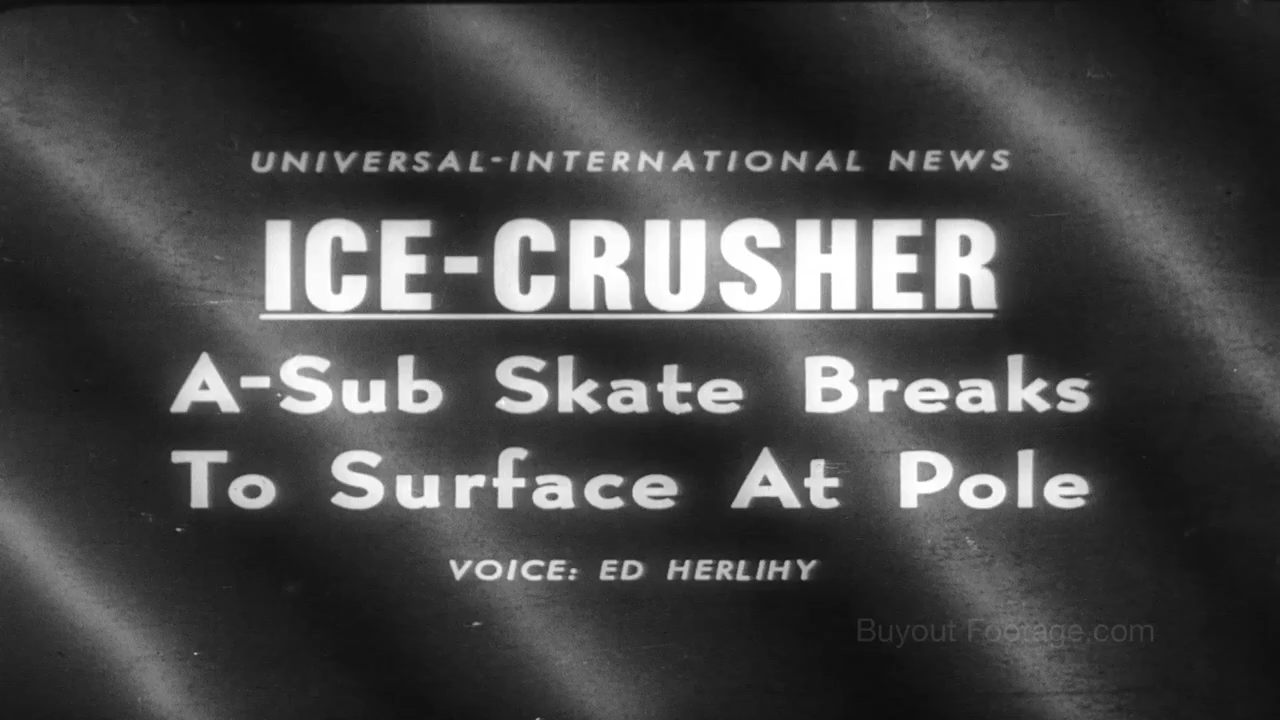 UNIVERSAL-INTERNATIONAL NEWS
ICE-CRUSHER
A-Sub Skate Breaks
To Surface At Pole
VOICE: ED HERLIHY
Buyout Footage.com